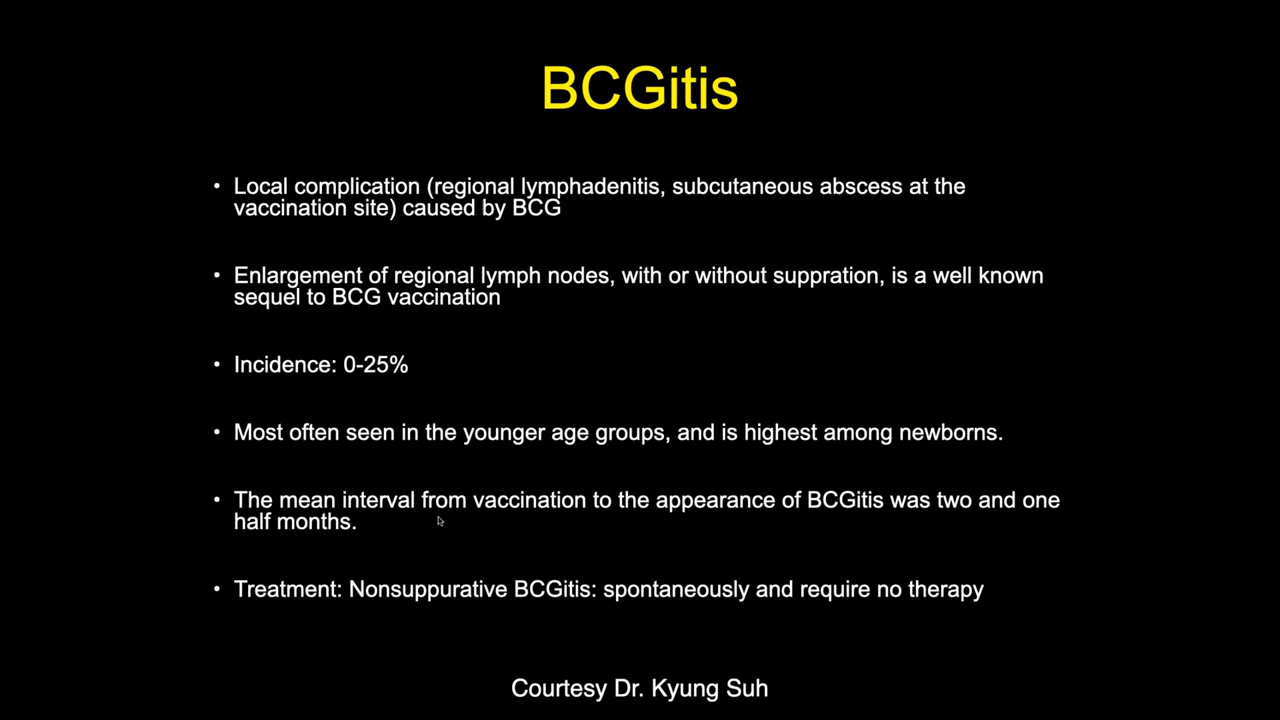 BCGitis
• Local complication (regional lymphadenitis, subcutaneous abscess at the
vaccination site) caused by BCG
• Enlargement of regional lymph nodes, with or without suppration, is a well known
sequel to BCG vaccination
• Incidence: 0-25%
• Most often seen in the younger age groups, and is highest among newborns.
• The mean interval from vaccination to the appearance of BCGitis was two and one
half months.
• Treatment: Nonsuppurative BCGitis: spontaneously and require no therapy
Courtesy Dr. Kyung Suh